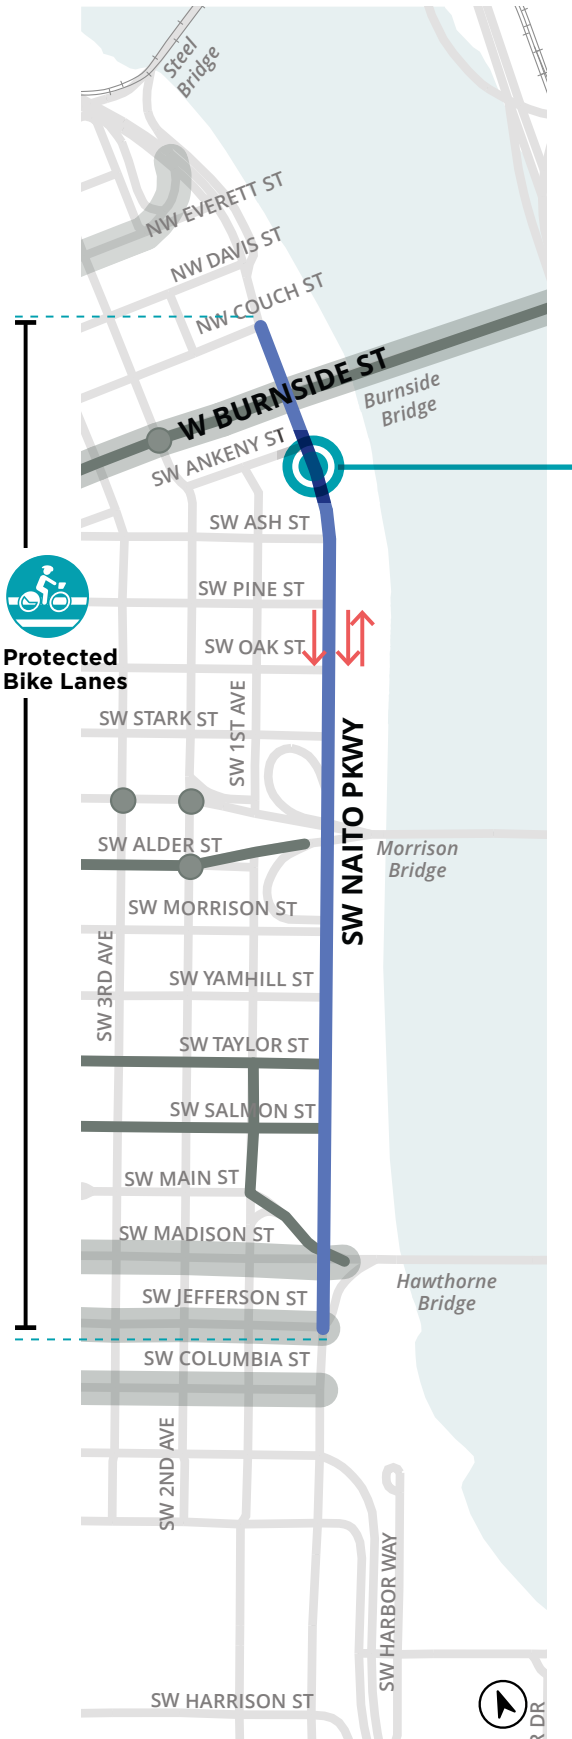 Steel
Bridge
NW EVERETT ST
NW DAVIS ST
NW COUCH ST
W BURNSIDE ST
Burnside
Bridge
SW ANKENY ST
SW ASH ST
SW PINE ST
SW OAK ST
Protected
Bike Lanes
SW STARK ST
SW 1ST AVE
SW NAITO PKWY
SW ALDER ST
Morrison
Bridge
SW MORRISON ST
SW 3RD AVE
SW YAMHILL ST
SW TAYLOR ST
SW SALMON ST
SW MAIN ST
SW MADISON ST
Hawthorne
Bridge
SW JEFFERSON ST
SW COLUMBIA ST
SW 2ND AVE
SW HARBOR WAY
SW HARRISON ST
R DR